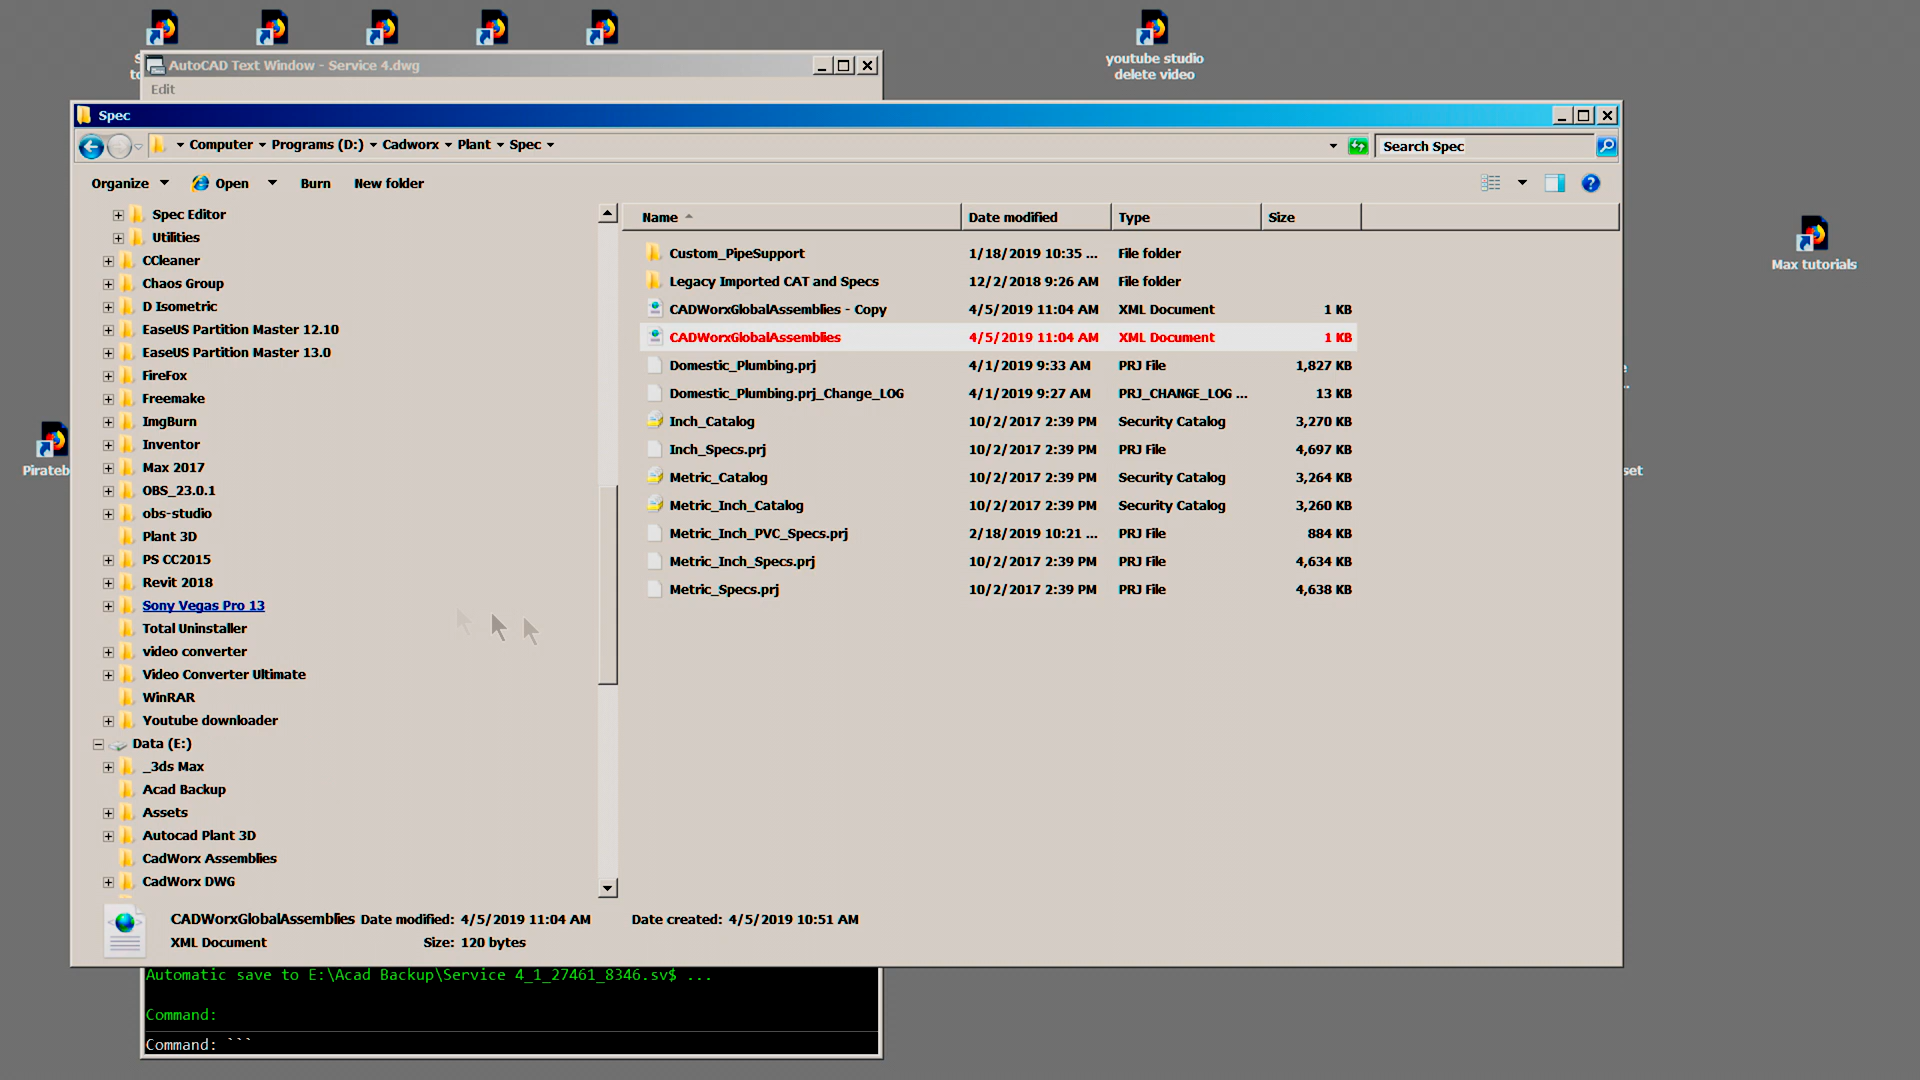 youtube studio
delete video
AutoCAD Text Window - Service 4.dwg
Edit
Spec
Computer Programs (D:) Cadworx Plant Spec
Search Spec
Organize Open Burn New folder
Name Date modified Type Size
Spec Editor
Utilities
CCleaner
Chaos Group
D Isometric
EaseUS Partition Master 12.10
EaseUS Partition Master 13.0
FireFox
Freemake
ImgBurn
Inventor
Max 2017
OBS_23.0.1
obs-studio
Plant 3D
PS CC2015
Revit 2018
Sony Vegas Pro 13
Total Uninstaller
video converter
Video Converter Ultimate
WinRAR
Youtube downloader
Data (E:)
_3ds Max
Acad Backup
Assets
Autocad Plant 3D
CadWorx Assemblies
CadWorx DWG
Custom_PipeSupport 1/18/2019 10:35 ... File folder
Legacy Imported CAT and Specs 12/2/2018 9:26 AM File folder
CADWorxGlobalAssemblies - Copy 4/5/2019 11:04 AM XML Document 1 KB
CADWorxGlobalAssemblies 4/5/2019 11:04 AM XML Document 1 KB
Domestic_Plumbing.prj 4/1/2019 9:33 AM PRJ File 1,827 KB
Domestic_Plumbing.prj_Change_LOG 4/1/2019 9:27 AM PRJ_CHANGE_LOG ... 13 KB
Inch_Catalog 10/2/2017 2:39 PM Security Catalog 3,270 KB
Inch_Specs.prj 10/2/2017 2:39 PM PRJ File 4,697 KB
Metric_Catalog 10/2/2017 2:39 PM Security Catalog 3,264 KB
Metric_Inch_Catalog 10/2/2017 2:39 PM Security Catalog 3,260 KB
Metric_Inch_PVC_Specs.prj 2/18/2019 10:21 ... PRJ File 884 KB
Metric_Inch_Specs.prj 10/2/2017 2:39 PM PRJ File 4,634 KB
Metric_Specs.prj 10/2/2017 2:39 PM PRJ File 4,638 KB
CADWorxGlobalAssemblies Date modified: 4/5/2019 11:04 AM Date created: 4/5/2019 10:51 AM
XML Document Size: 120 bytes
Automatic save to E:\Acad Backup\Service 4_1_27461_8346.sv$ ...
Command:
Command: ```
Max tutorials
Pirateb
set